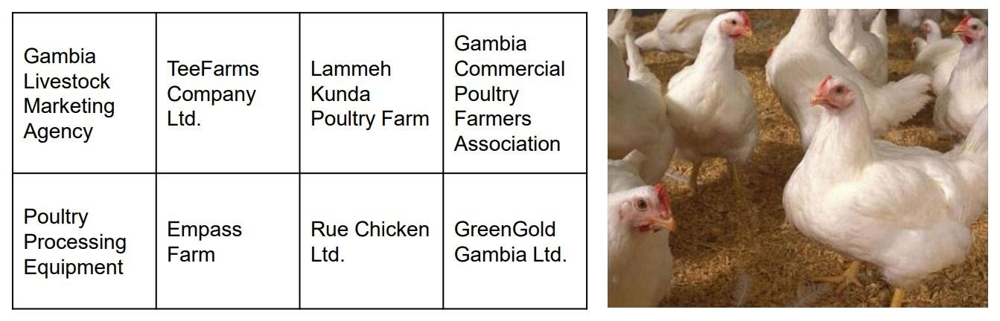 Gambia
Livestock
Marketing
Agency
TeeFarms
Company
Ltd.
Lammeh
Kunda
Poultry Farm
Gambia
Commercial
Poultry
Farmers
Association
Poultry
Processing
Equipment
Empass
Farm
Rue Chicken
Ltd.
GreenGold
Gambia Ltd.